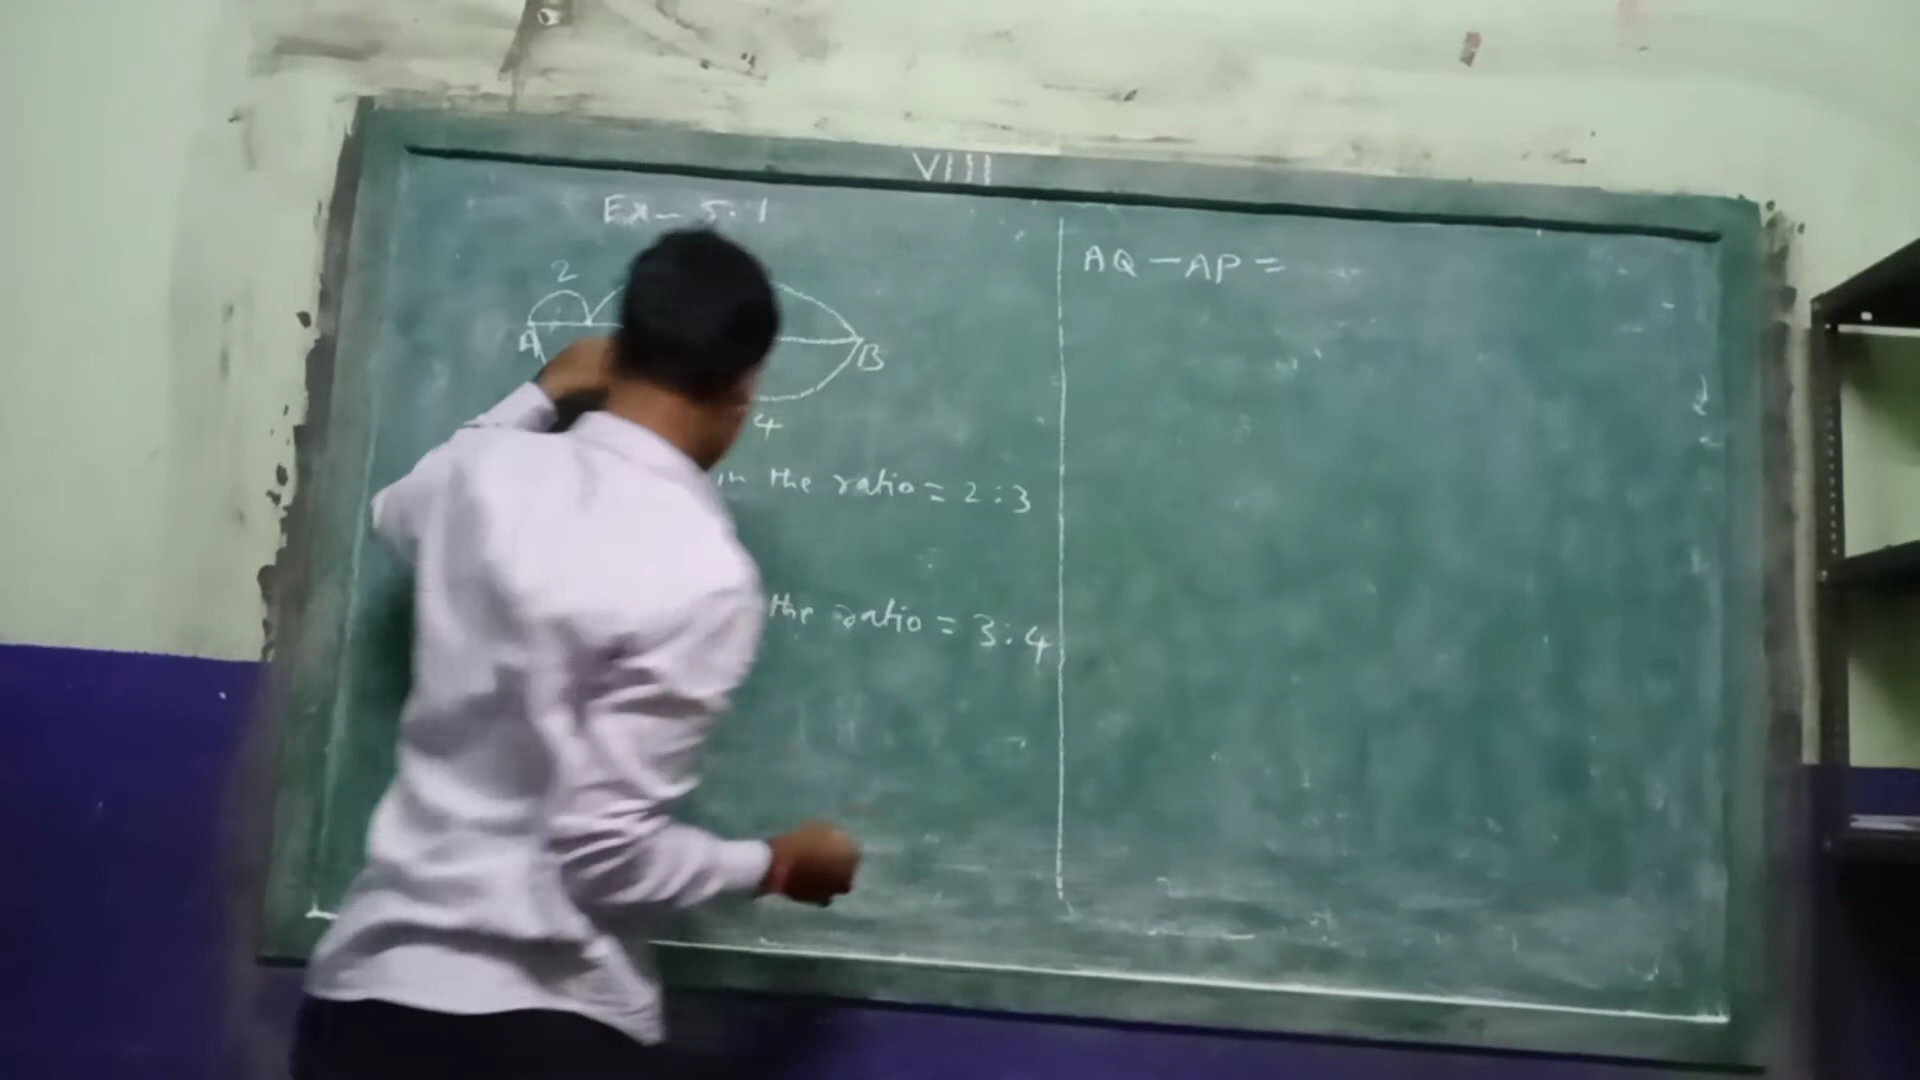 VIII
Ex- 5.1
2
A
B
4
in the ratio = 2:3
the ratio = 3:4
AQ - AP =